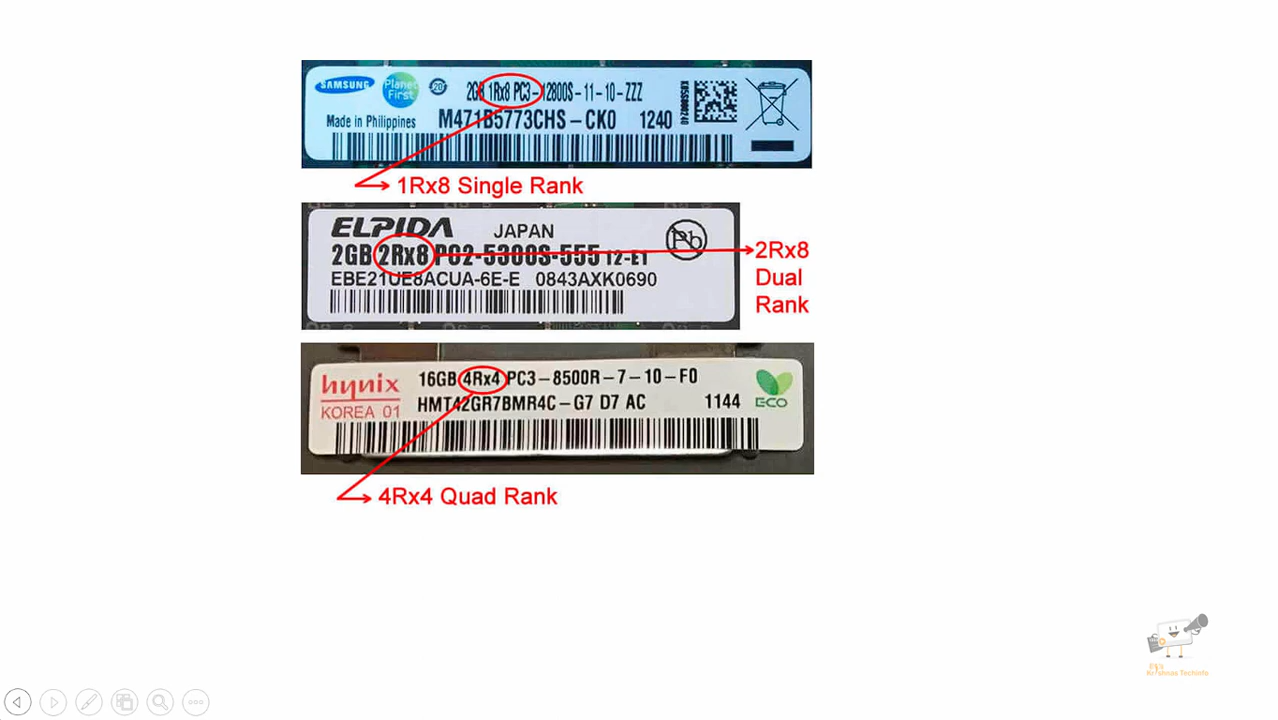 SAMSUNG
Planet
First
2GB 1Rx8 PC3-12800S-11-10-ZZZ
Made in Philippines
M471B5773CHS-CK0 1240
1Rx8 Single Rank
ELPIDA JAPAN
Pb
2GB 2Rx8 PC2-5300S-555 12-E1
EBE21UE8ACUA-6E-E 0843AXK0690
2Rx8
Dual
Rank
hynix
KOREA 01
16GB 4Rx4 PC3-8500R-7-10-F0
HMT42GR7BMR4C-G7 D7 AC 1144
ECO
4Rx4 Quad Rank
Krishnas Techinfo